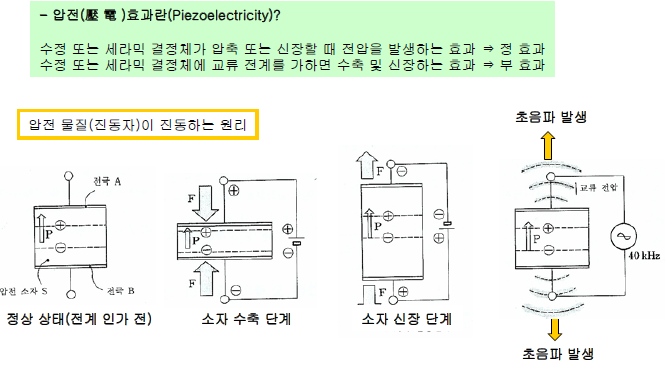 – 압전(壓 電 )효과란(Piezoelectricity)?
수정 또는 세라믹 결정체가 압축 또는 신장할 때 전압을 발생하는 효과 ⇒ 정 효과
수정 또는 세라믹 결정체에 교류 전계를 가하면 수축 및 신장하는 효과 ⇒ 부 효과
압전 물질(진동자)이 진동하는 원리
초음파 발생
전극 A
P
⊕
⊖
압전 소자 S
전극 B
정상 상태(전계 인가 전)
F
⊕
P
⊕
⊖
F
⊖
⊕
⊖
소자 수축 단계
F
⊖
P
⊕
⊖
⊖
⊕
F
⊕
소자 신장 단계
교류 전압
P
⊕
⊖
40 kHz
초음파 발생